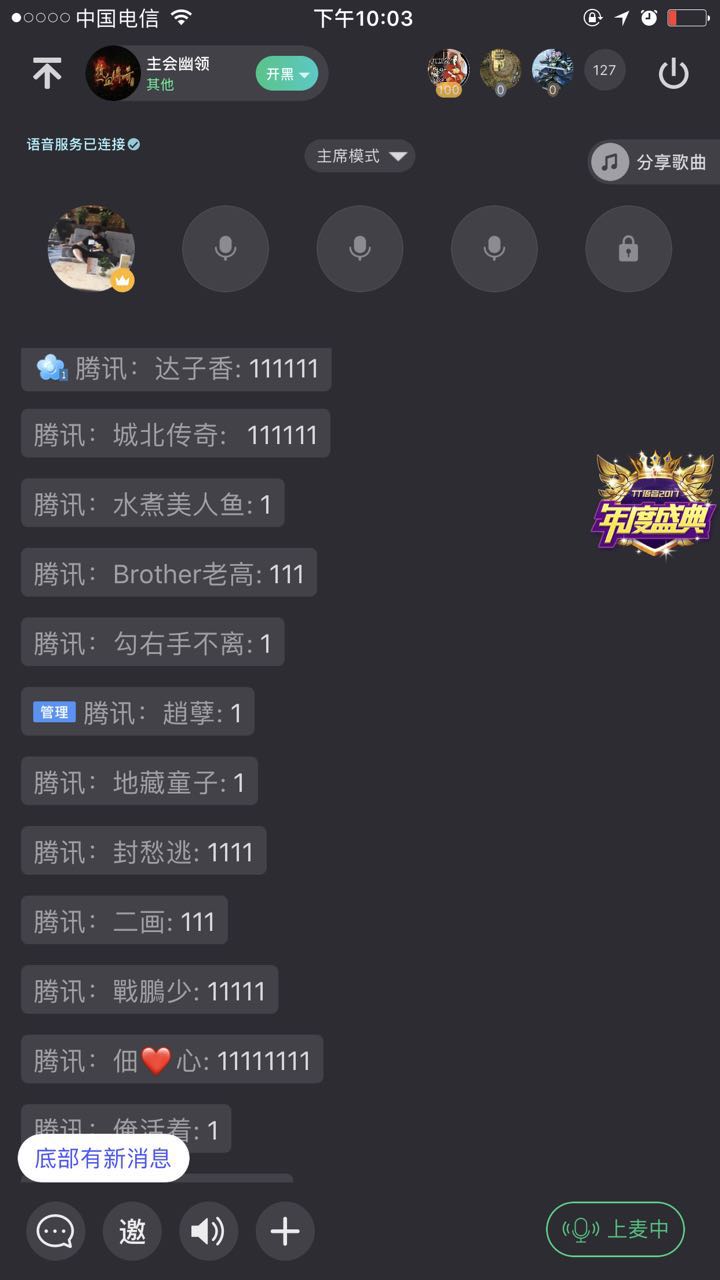 中国电信
下午10:03
主会幽领
其他
开黑
100
0
0
127
语音服务已连接
主席模式
分享歌曲
1 腾讯：达子香: 111111
腾讯：城北传奇: 111111
TT语音2017
年度盛典
腾讯：水煮美人鱼: 1
腾讯：Brother老高: 111
腾讯：勾右手不离: 1
管理 腾讯：趙孽: 1
腾讯：地藏童子: 1
腾讯：封愁逃: 1111
腾讯：二画: 111
腾讯：戰鵬少: 11111
腾讯：佃❤️心: 11111111
腾讯：俺活着: 1
底部有新消息
邀
上麦中